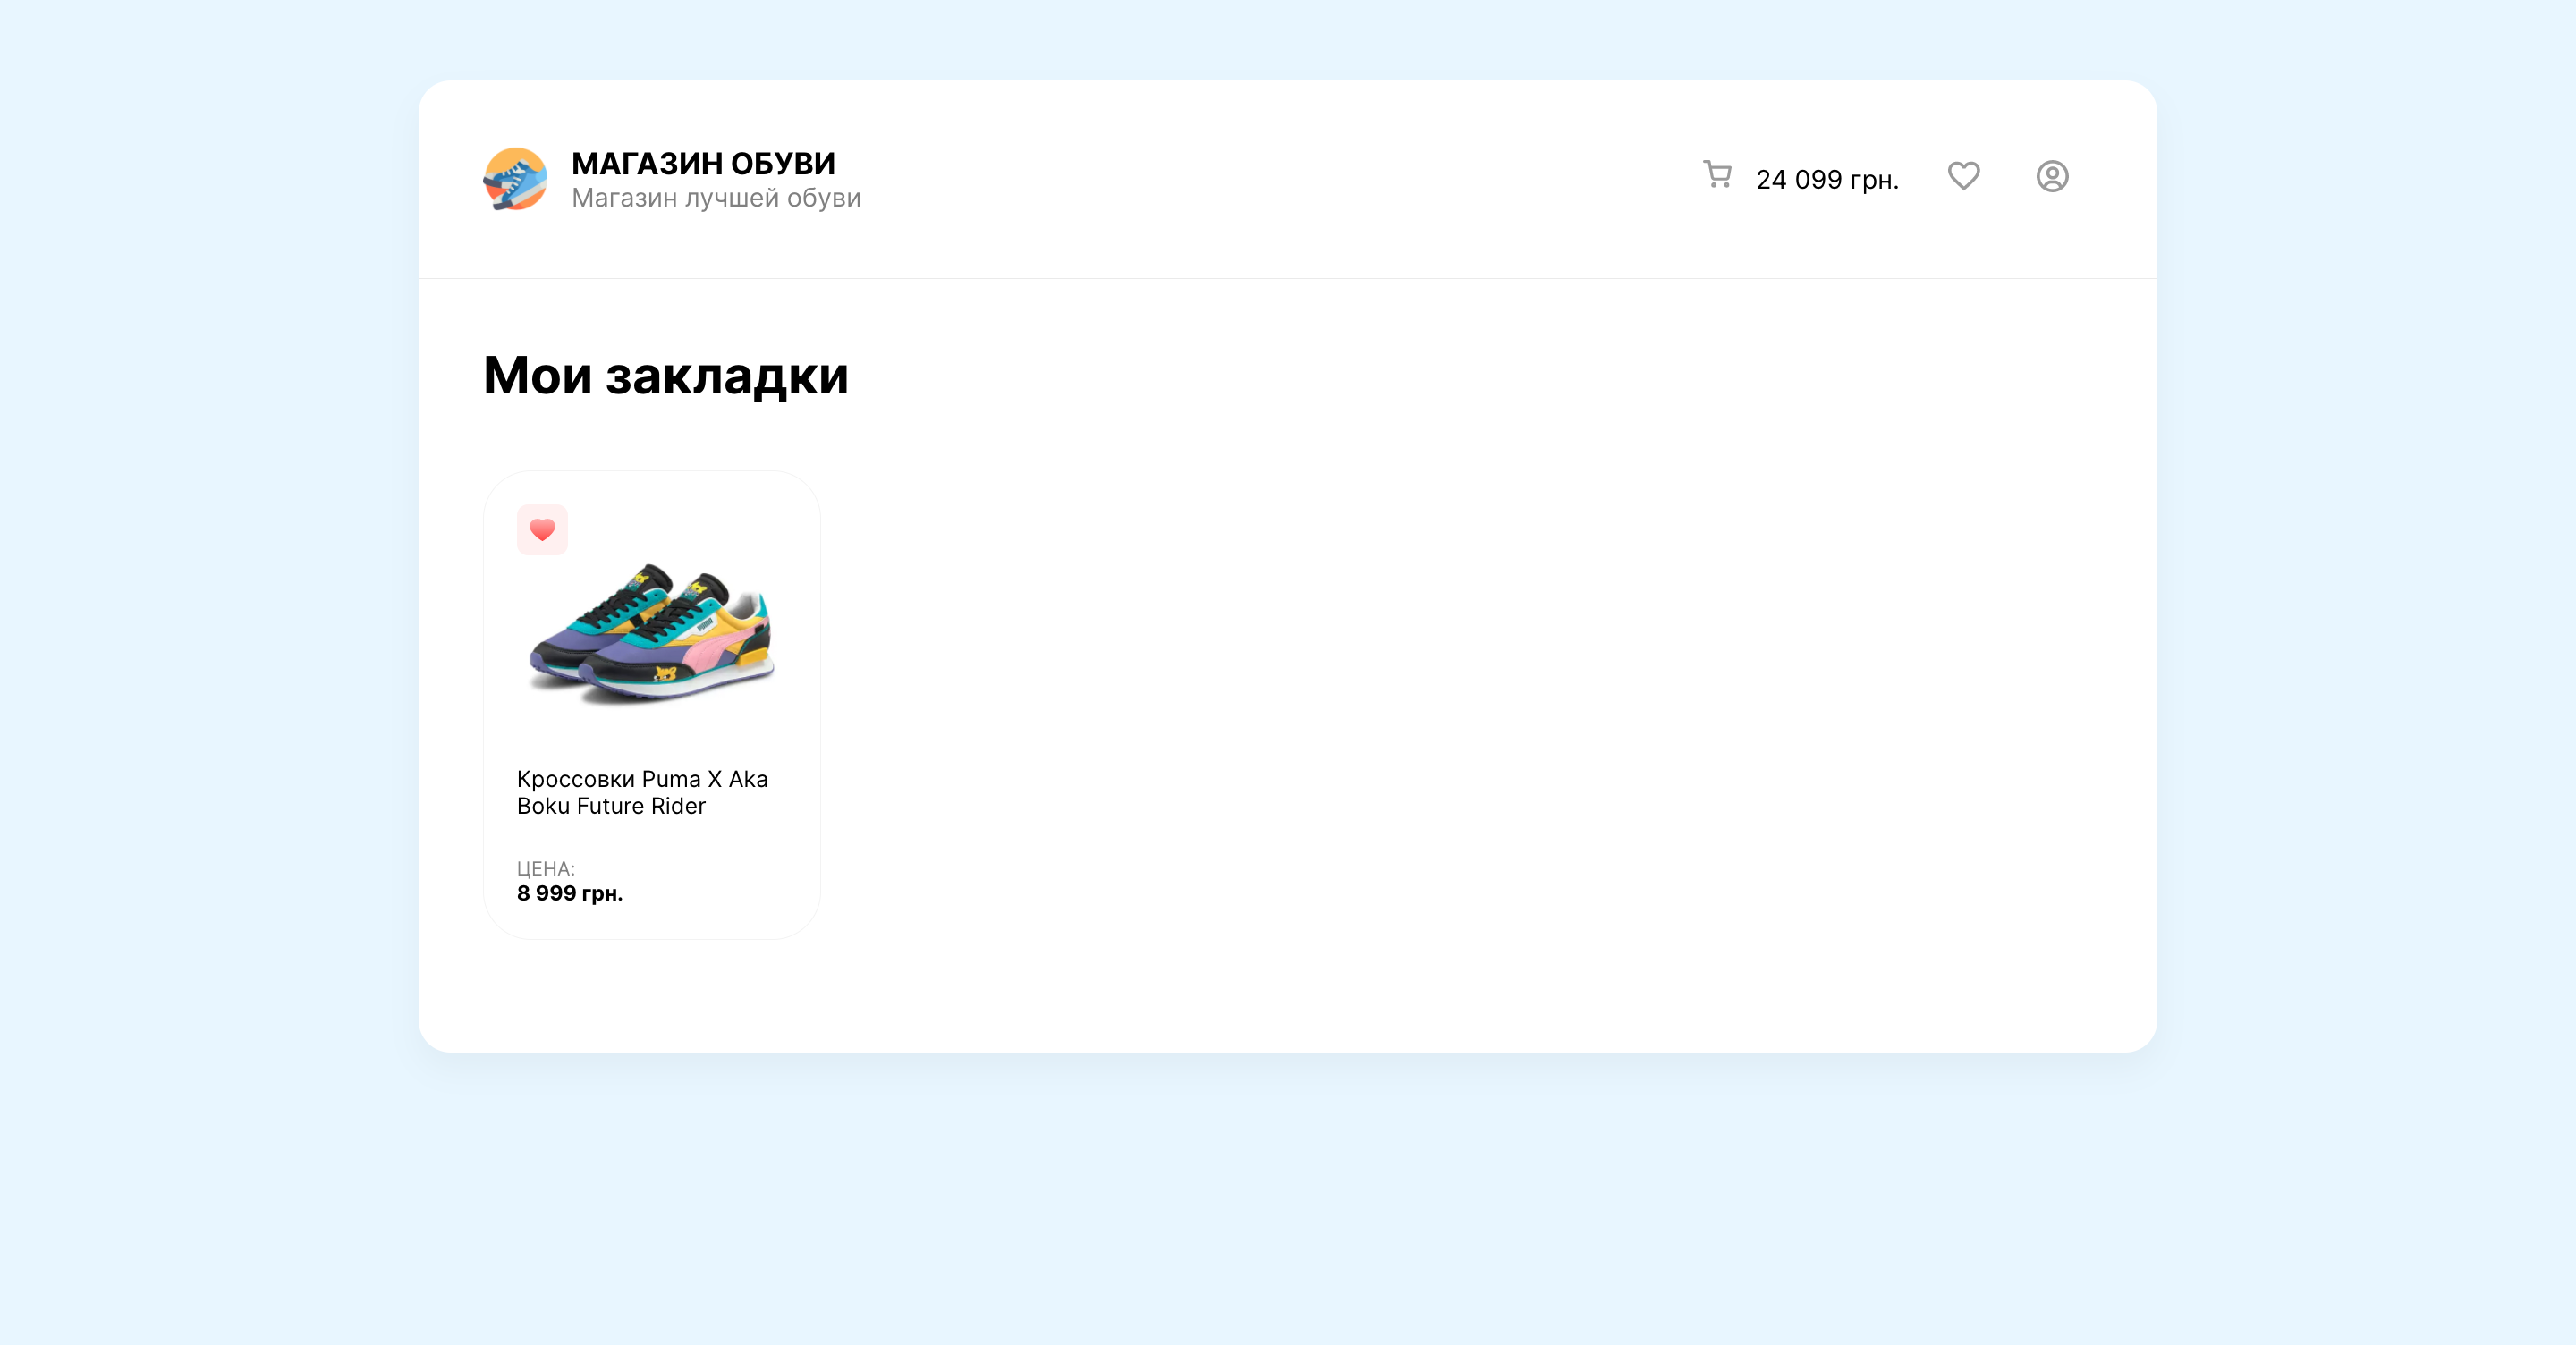 МАГАЗИН ОБУВИ
Магазин лучшей обуви
24 099 грн.
Мои закладки
PUMA
Кроссовки Puma X Aka
Boku Future Rider
ЦЕНА:
8 999 грн.